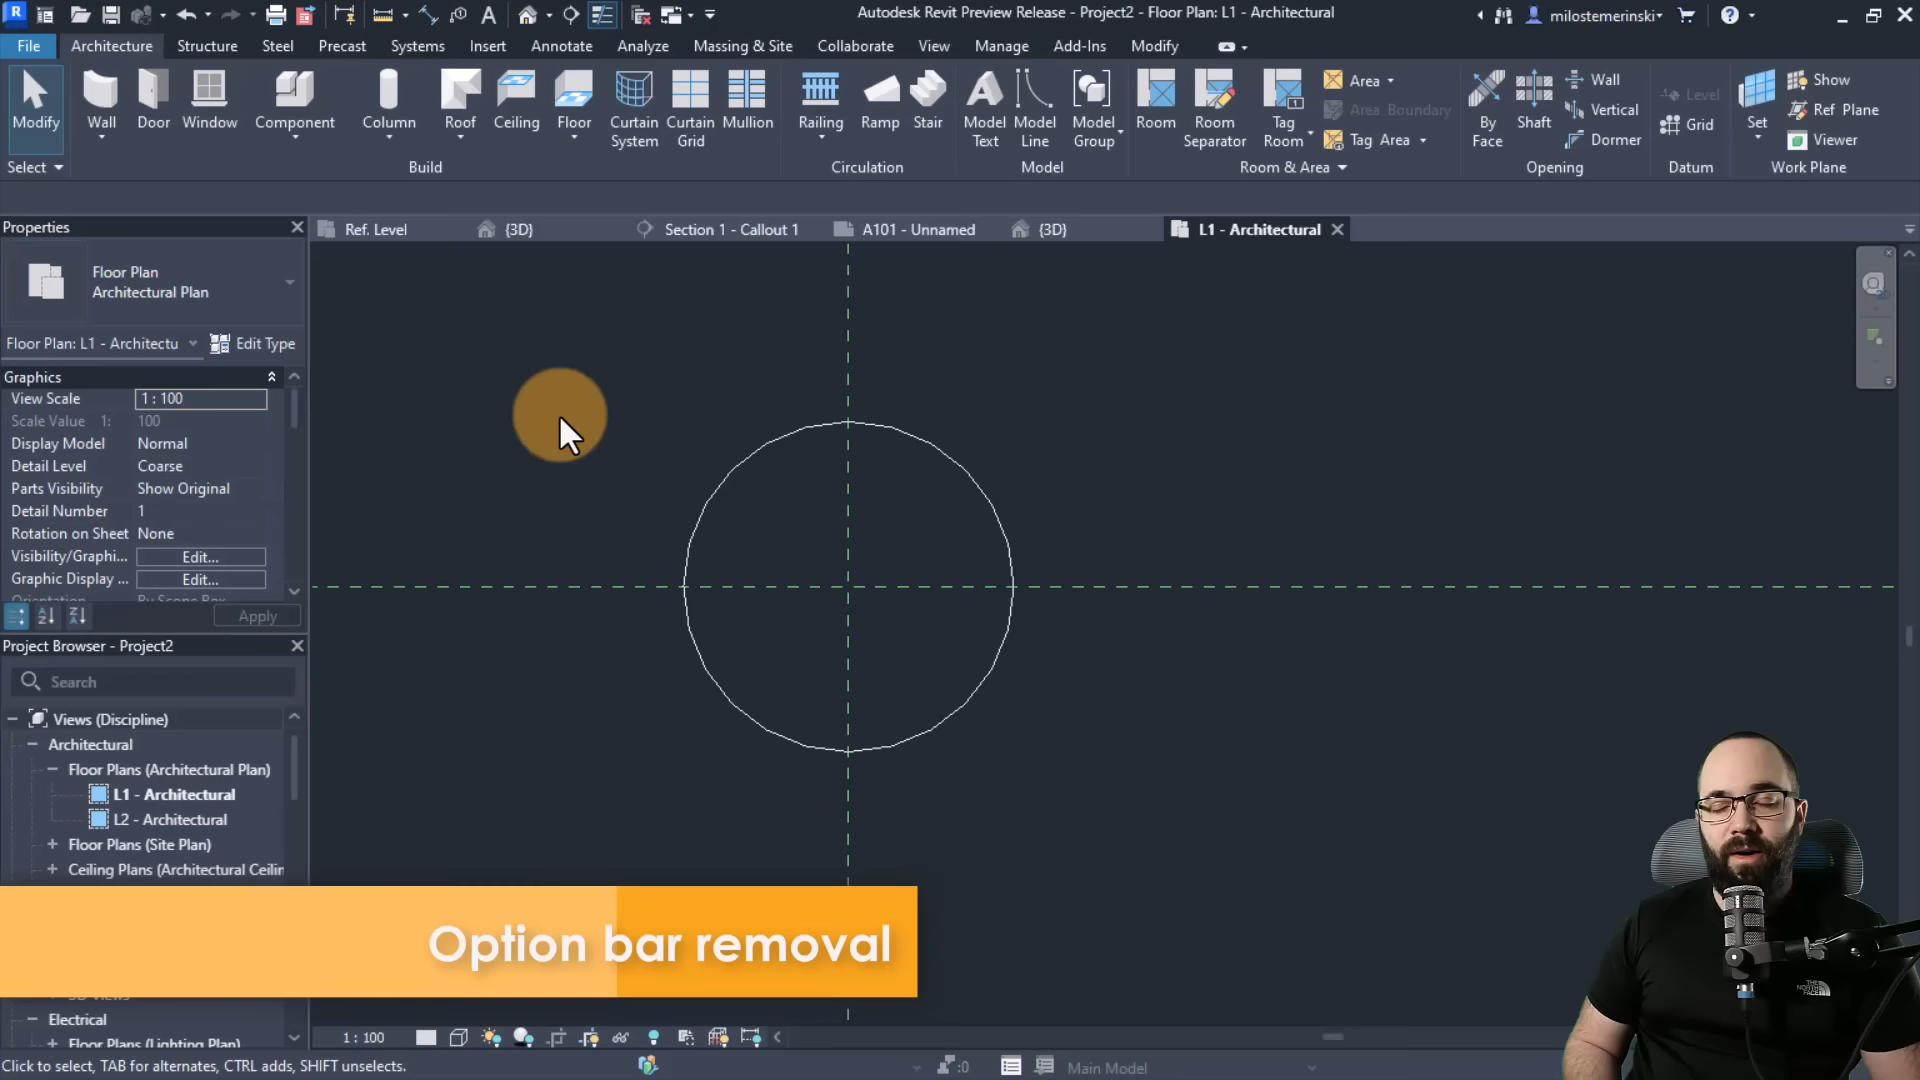 Autodesk Revit Preview Release - Project2 - Floor Plan: L1 - Architectural
milostemerinski
File
Architecture
Structure
Steel
Precast
Systems
Insert
Annotate
Analyze
Massing & Site
Collaborate
View
Manage
Add-Ins
Modify
Modify
Wall
Door
Window
Component
Column
Roof
Ceiling
Floor
Curtain
System
Curtain
Grid
Mullion
Railing
Ramp
Stair
Model
Text
Model
Line
Model
Group
Room
Room
Separator
Tag
Room
Area
Area Boundary
Tag Area
By
Face
Shaft
Wall
Vertical
Dormer
Level
Grid
Set
Show
Ref Plane
Viewer
Select
Build
Circulation
Model
Room & Area
Opening
Datum
Work Plane
Properties
Ref. Level
{3D}
Section 1 - Callout 1
A101 - Unnamed
{3D}
L1 - Architectural
Floor Plan
Architectural Plan
Floor Plan: L1 - Architectu
Edit Type
Graphics
View Scale 1 : 100
Scale Value 1: 100
Display Model Normal
Detail Level Coarse
Parts Visibility Show Original
Detail Number 1
Rotation on Sheet None
Visibility/Graphi... Edit...
Graphic Display ... Edit...
Apply
Project Browser - Project2
Search
Views (Discipline)
Architectural
Floor Plans (Architectural Plan)
L1 - Architectural
L2 - Architectural
Floor Plans (Site Plan)
Ceiling Plans (Architectural Ceilin
Option bar removal
Electrical
Floor Plans (Lighting Plan)
1 : 100
Click to select, TAB for alternates, CTRL adds, SHIFT unselects.
:0
Main Model
THE
NORTH
FACE